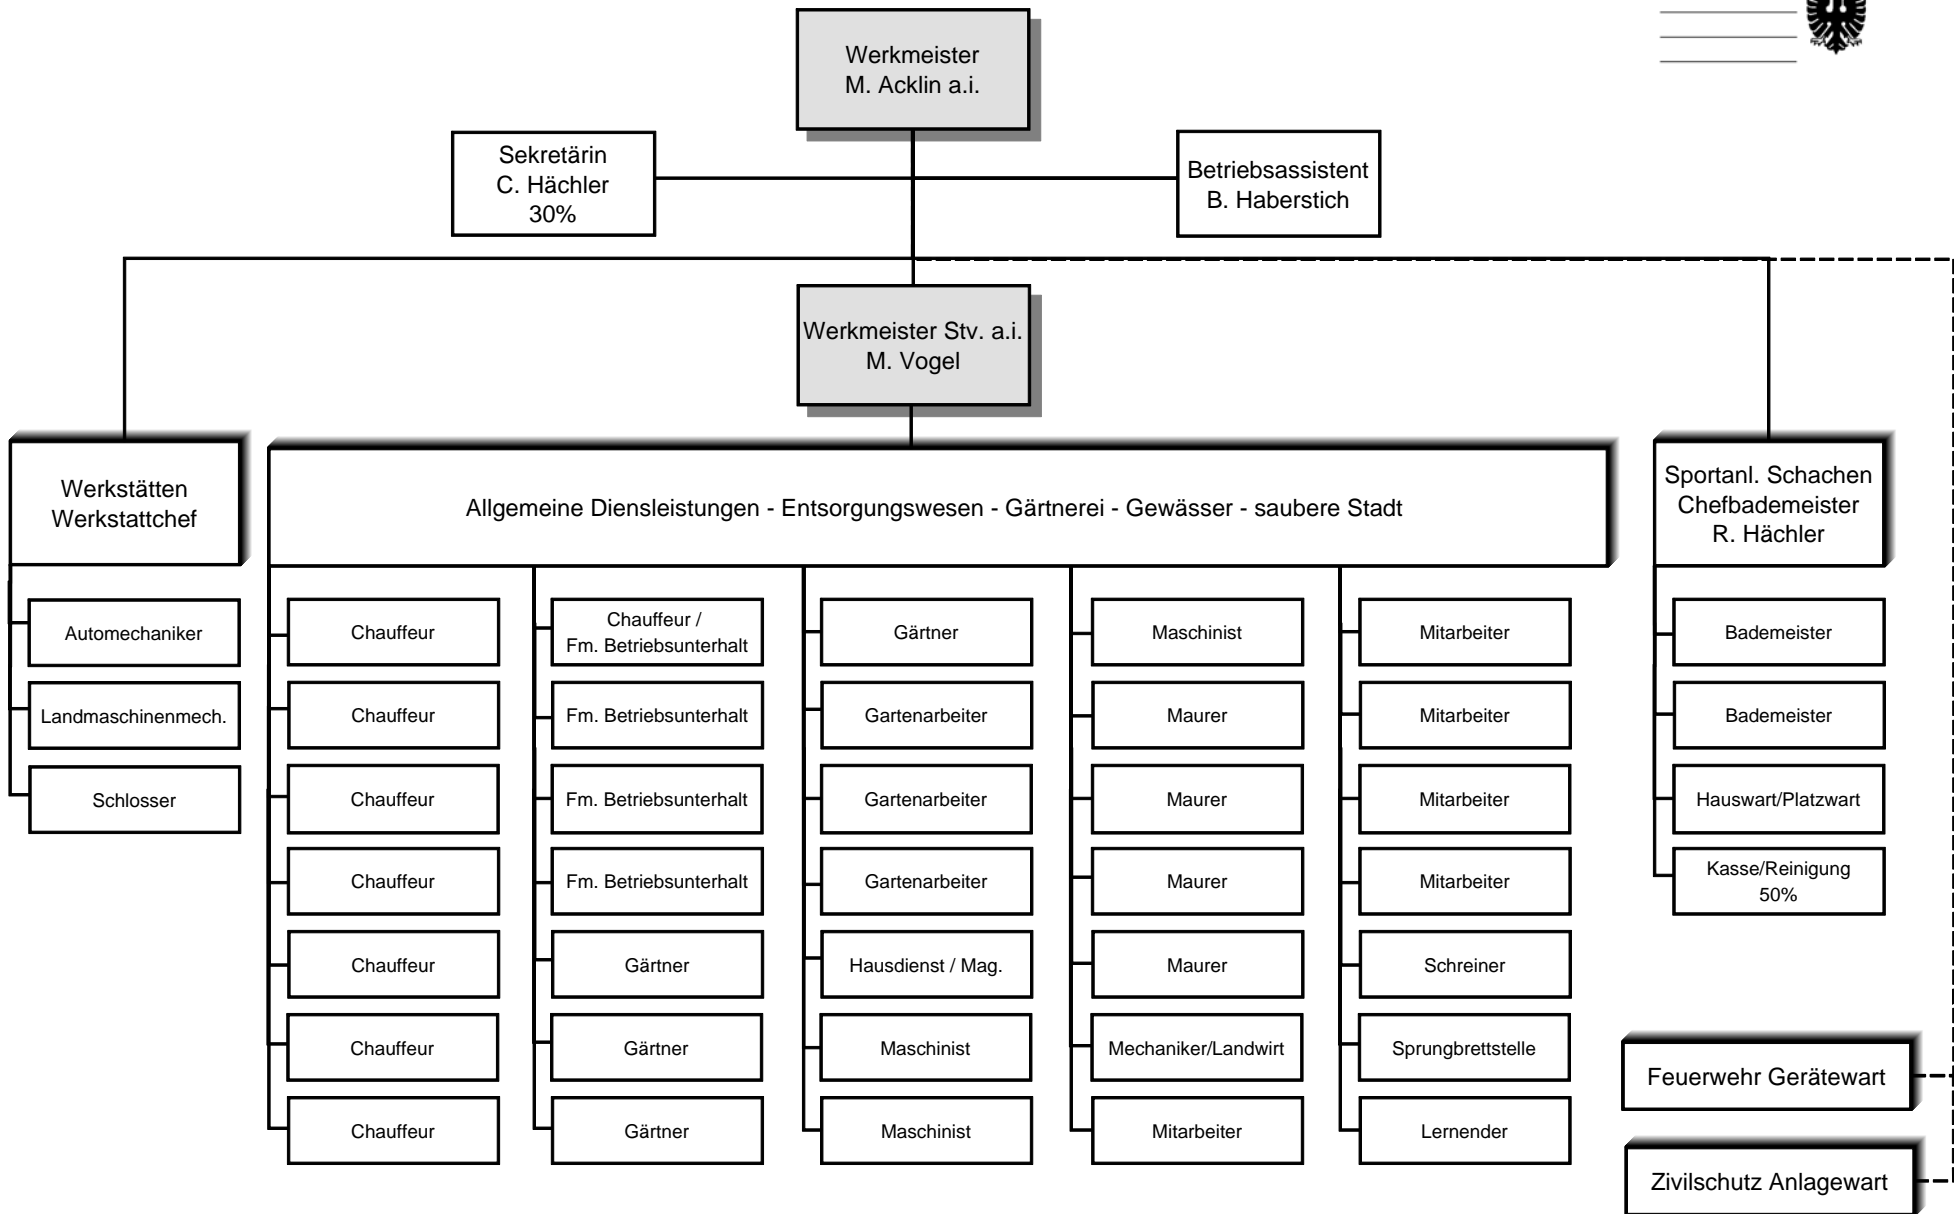 Werkmeister
M. Acklin a.i.
Sekretärin
C. Hächler
30%
Betriebsassistent
B. Haberstich
Werkmeister Stv. a.i.
M. Vogel
Werkstätten
Werkstattchef
Allgemeine Diensleistungen - Entsorgungswesen - Gärtnerei - Gewässer - saubere Stadt
Sportanl. Schachen
Chefbademeister
R. Hächler
Automechaniker
Landmaschinenmech.
Schlosser
Chauffeur
Chauffeur
Chauffeur
Chauffeur
Chauffeur
Chauffeur
Chauffeur
Chauffeur /
Fm. Betriebsunterhalt
Fm. Betriebsunterhalt
Fm. Betriebsunterhalt
Fm. Betriebsunterhalt
Gärtner
Gärtner
Gärtner
Gärtner
Gartenarbeiter
Gartenarbeiter
Gartenarbeiter
Hausdienst / Mag.
Maschinist
Maschinist
Maschinist
Maurer
Maurer
Maurer
Maurer
Mechaniker/Landwirt
Mitarbeiter
Mitarbeiter
Mitarbeiter
Mitarbeiter
Mitarbeiter
Schreiner
Sprungbrettstelle
Lernender
Bademeister
Bademeister
Hauswart/Platzwart
Kasse/Reinigung
50%
Feuerwehr Gerätewart
Zivilschutz Anlagewart